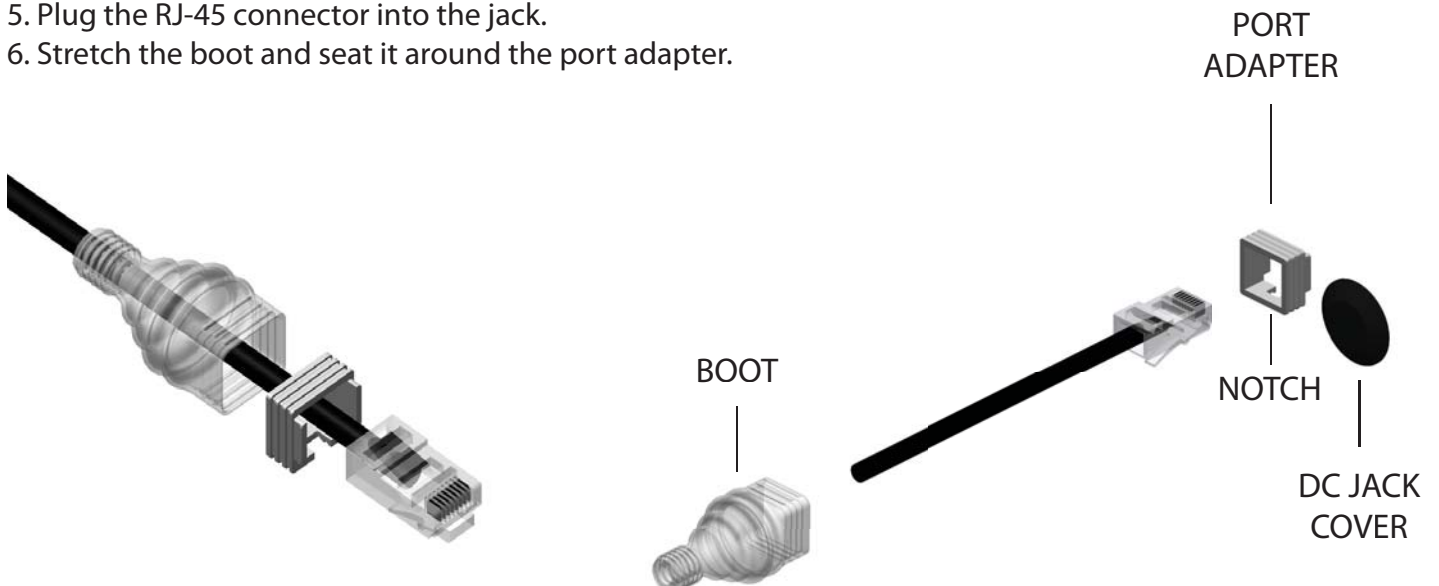 5. Plug the RJ-45 connector into the jack.
6. Stretch the boot and seat it around the port adapter.
PORT
ADAPTER
BOOT
NOTCH
DC JACK
COVER